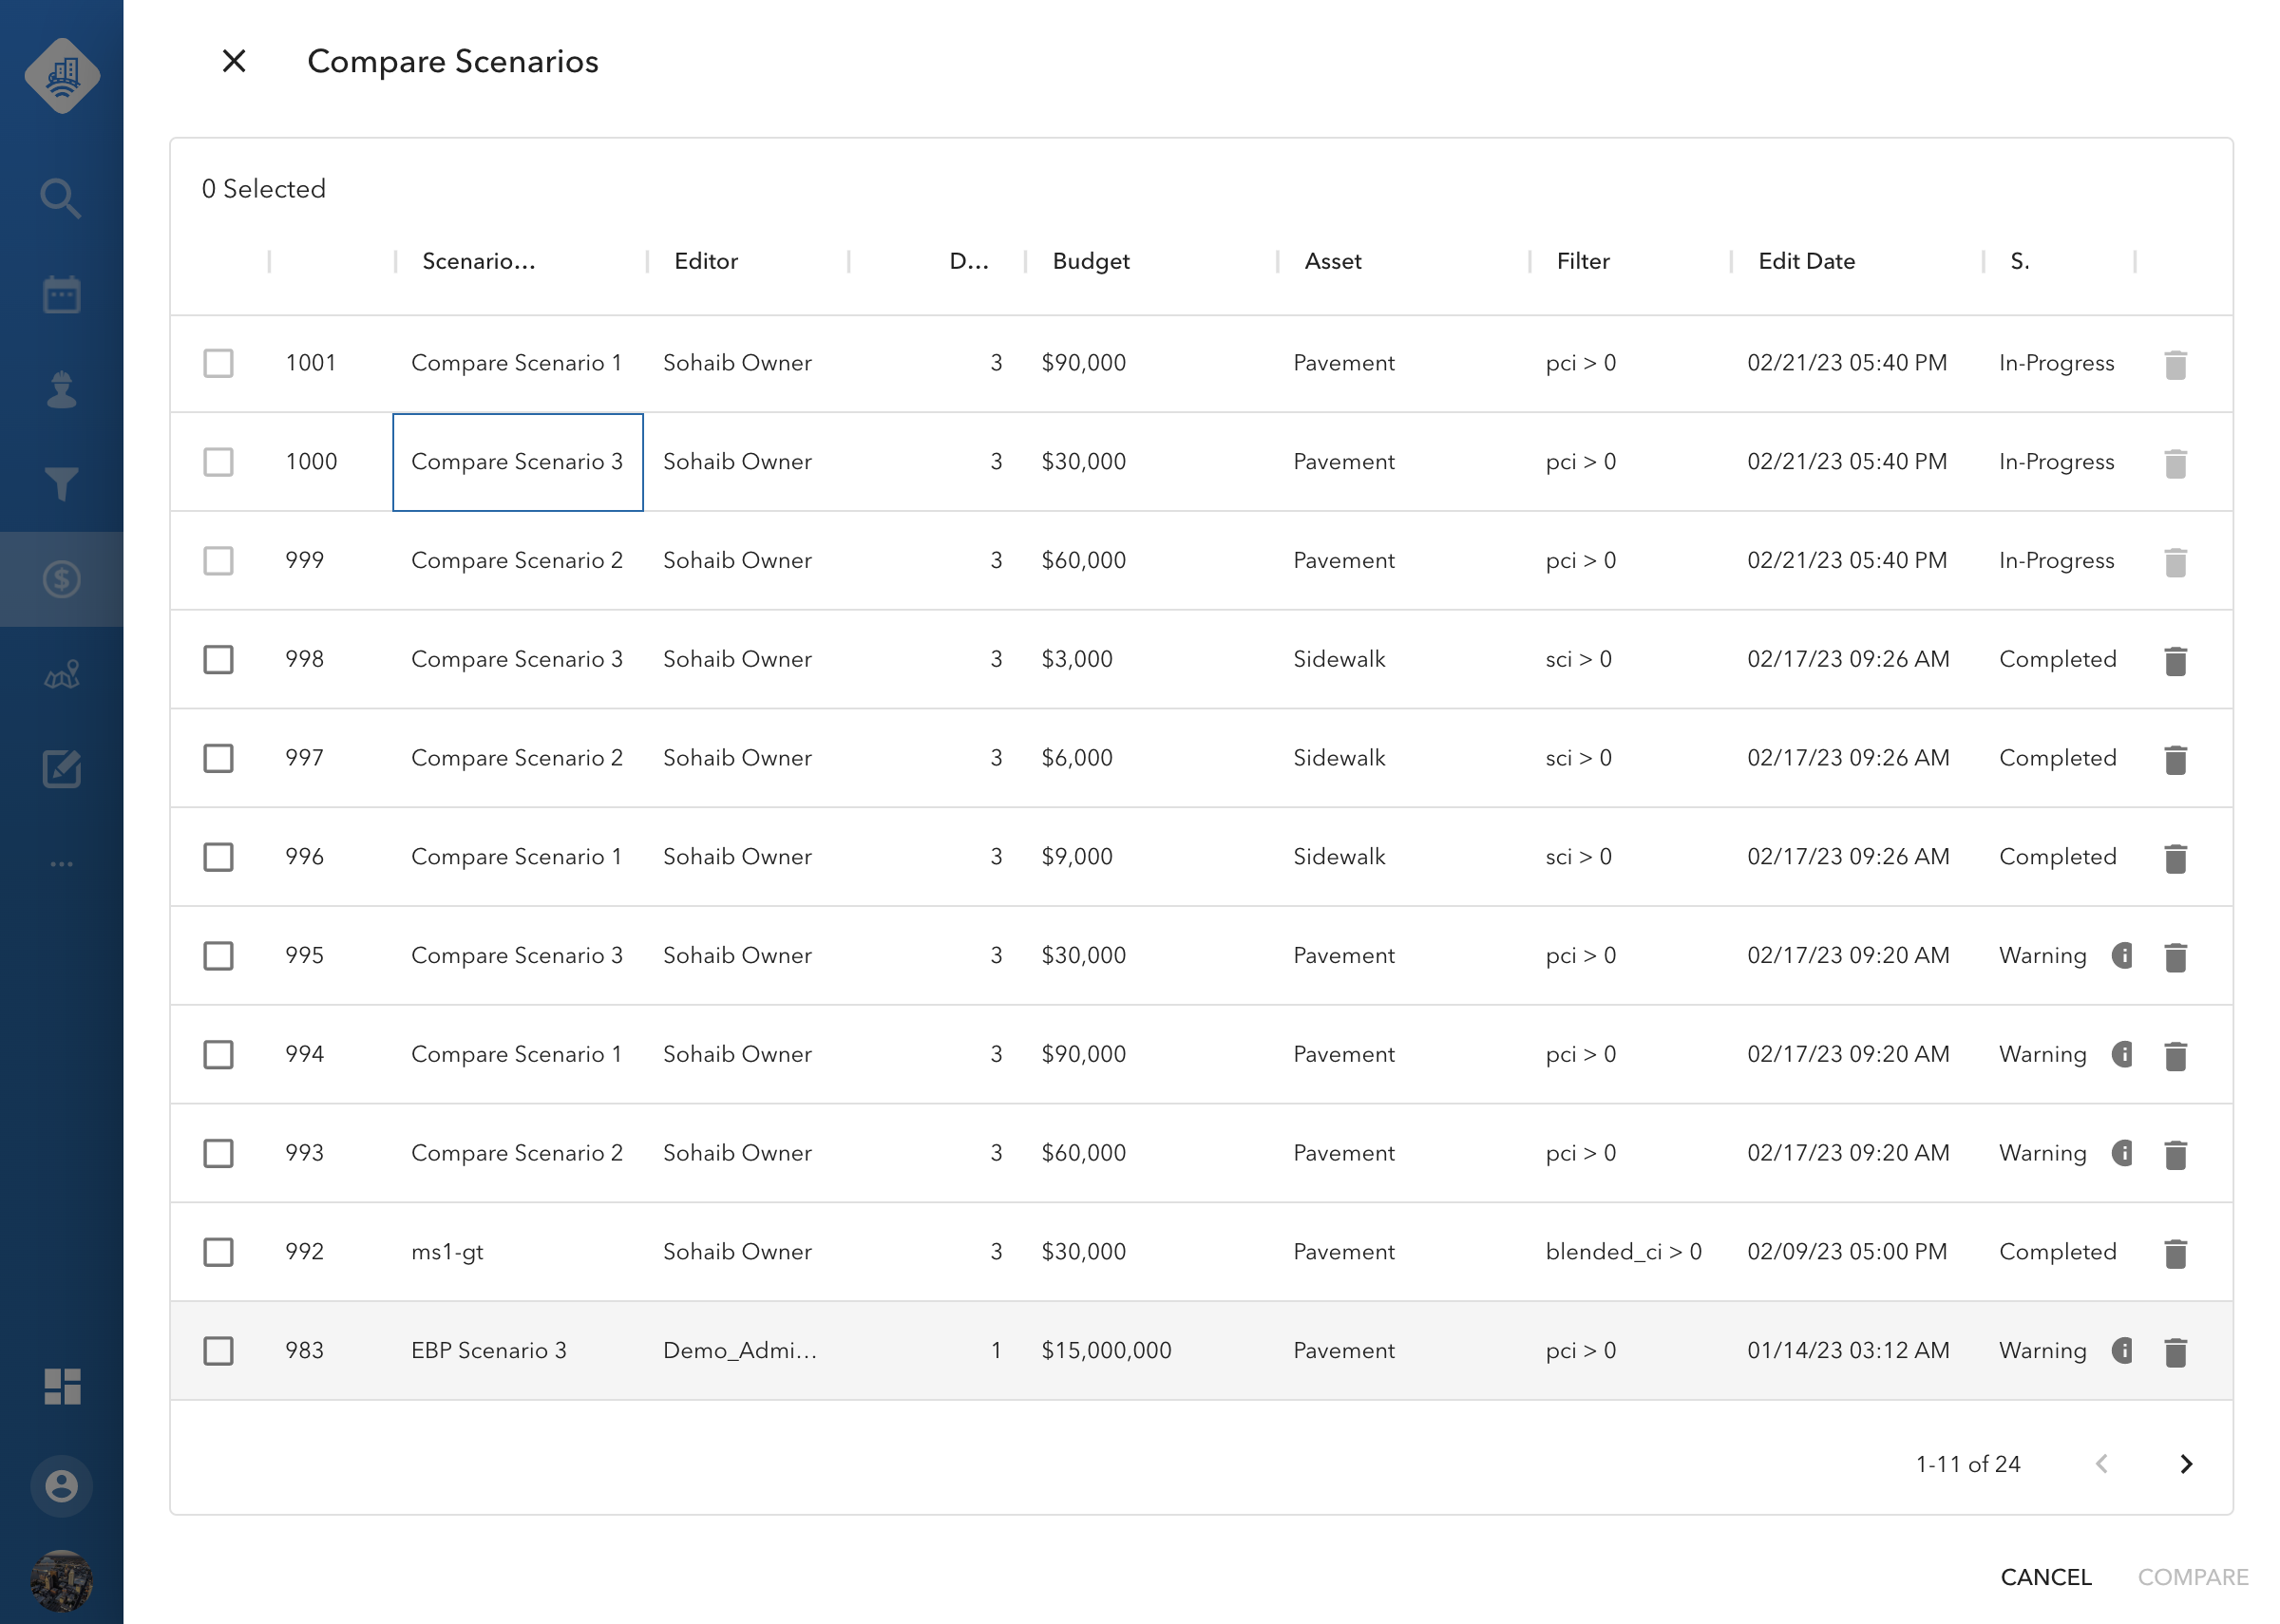 Compare Scenarios
0 Selected
Scenario... Editor D... Budget Asset Filter Edit Date S.
1001 Compare Scenario 1 Sohaib Owner 3 $90,000 Pavement pci > 0 02/21/23 05:40 PM In-Progress
1000 Compare Scenario 3 Sohaib Owner 3 $30,000 Pavement pci > 0 02/21/23 05:40 PM In-Progress
999 Compare Scenario 2 Sohaib Owner 3 $60,000 Pavement pci > 0 02/21/23 05:40 PM In-Progress
998 Compare Scenario 3 Sohaib Owner 3 $3,000 Sidewalk sci > 0 02/17/23 09:26 AM Completed
997 Compare Scenario 2 Sohaib Owner 3 $6,000 Sidewalk sci > 0 02/17/23 09:26 AM Completed
996 Compare Scenario 1 Sohaib Owner 3 $9,000 Sidewalk sci > 0 02/17/23 09:26 AM Completed
995 Compare Scenario 3 Sohaib Owner 3 $30,000 Pavement pci > 0 02/17/23 09:20 AM Warning
994 Compare Scenario 1 Sohaib Owner 3 $90,000 Pavement pci > 0 02/17/23 09:20 AM Warning
993 Compare Scenario 2 Sohaib Owner 3 $60,000 Pavement pci > 0 02/17/23 09:20 AM Warning
992 ms1-gt Sohaib Owner 3 $30,000 Pavement blended_ci > 0 02/09/23 05:00 PM Completed
983 EBP Scenario 3 Demo_Admi... 1 $15,000,000 Pavement pci > 0 01/14/23 03:12 AM Warning
1-11 of 24
CANCEL COMPARE